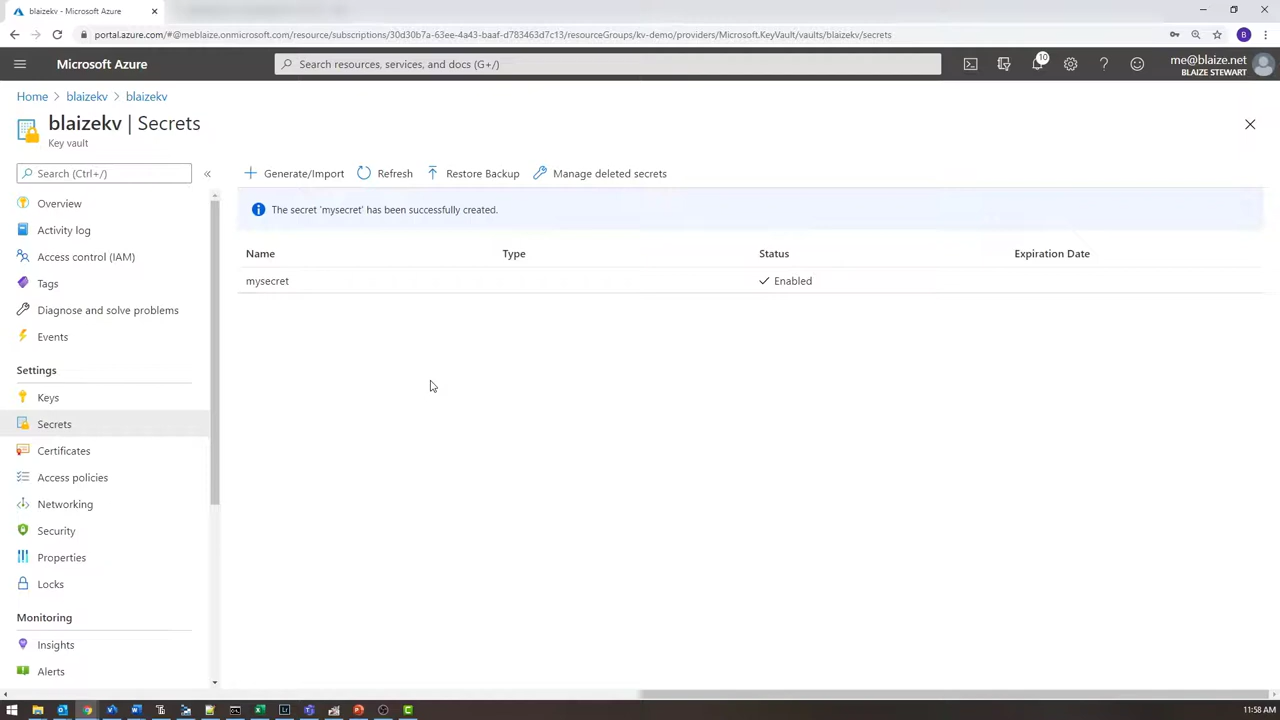 blaizekv - Microsoft Azure
portal.azure.com/#@meblaize.onmicrosoft.com/resource/subscriptions/30d30b7a-63ee-4a43-baaf-d783463d7c13/resourceGroups/kv-demo/providers/Microsoft.KeyVault/vaults/blaizekv/secrets
B
Microsoft Azure
Search resources, services, and docs (G+/)
10
me@blaize.net
BLAIZE STEWART
Home > blaizekv > blaizekv
blaizekv | Secrets
Key vault
Search (Ctrl+/)
«
Generate/Import
Refresh
Restore Backup
Manage deleted secrets
Overview
Activity log
Access control (IAM)
Tags
Diagnose and solve problems
Events
Settings
Keys
Secrets
Certificates
Access policies
Networking
Security
Properties
Locks
Monitoring
Insights
Alerts
The secret 'mysecret' has been successfully created.
Name Type Status Expiration Date
mysecret Enabled
11:58 AM